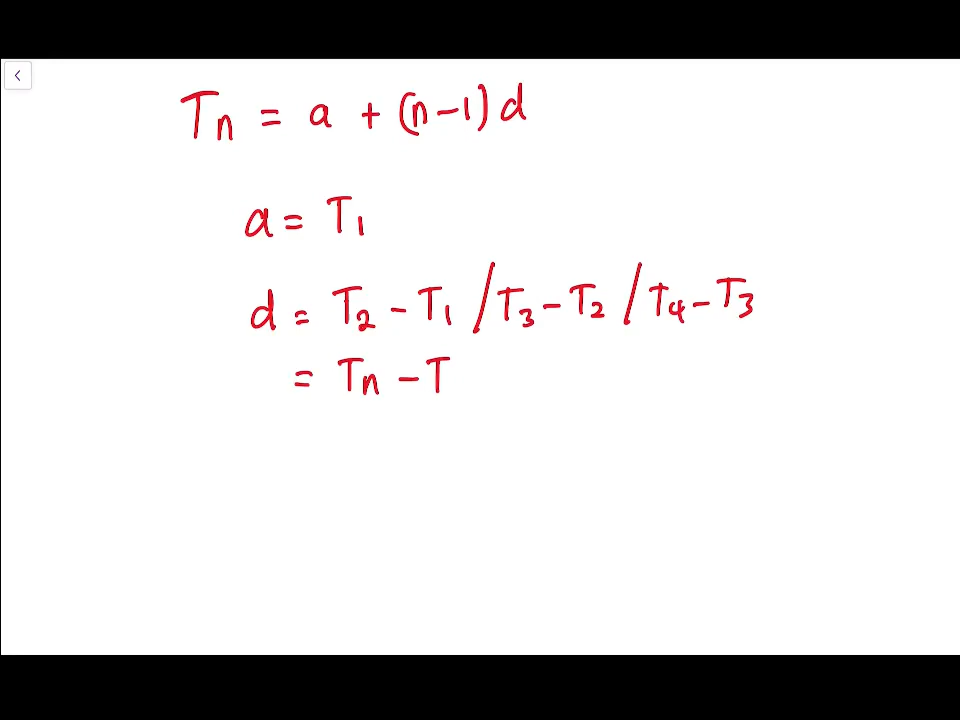 Tn = a + (n-1)d
a = T1
d = T2 - T1 / T3 - T2 / T4 - T3
= Tn - T